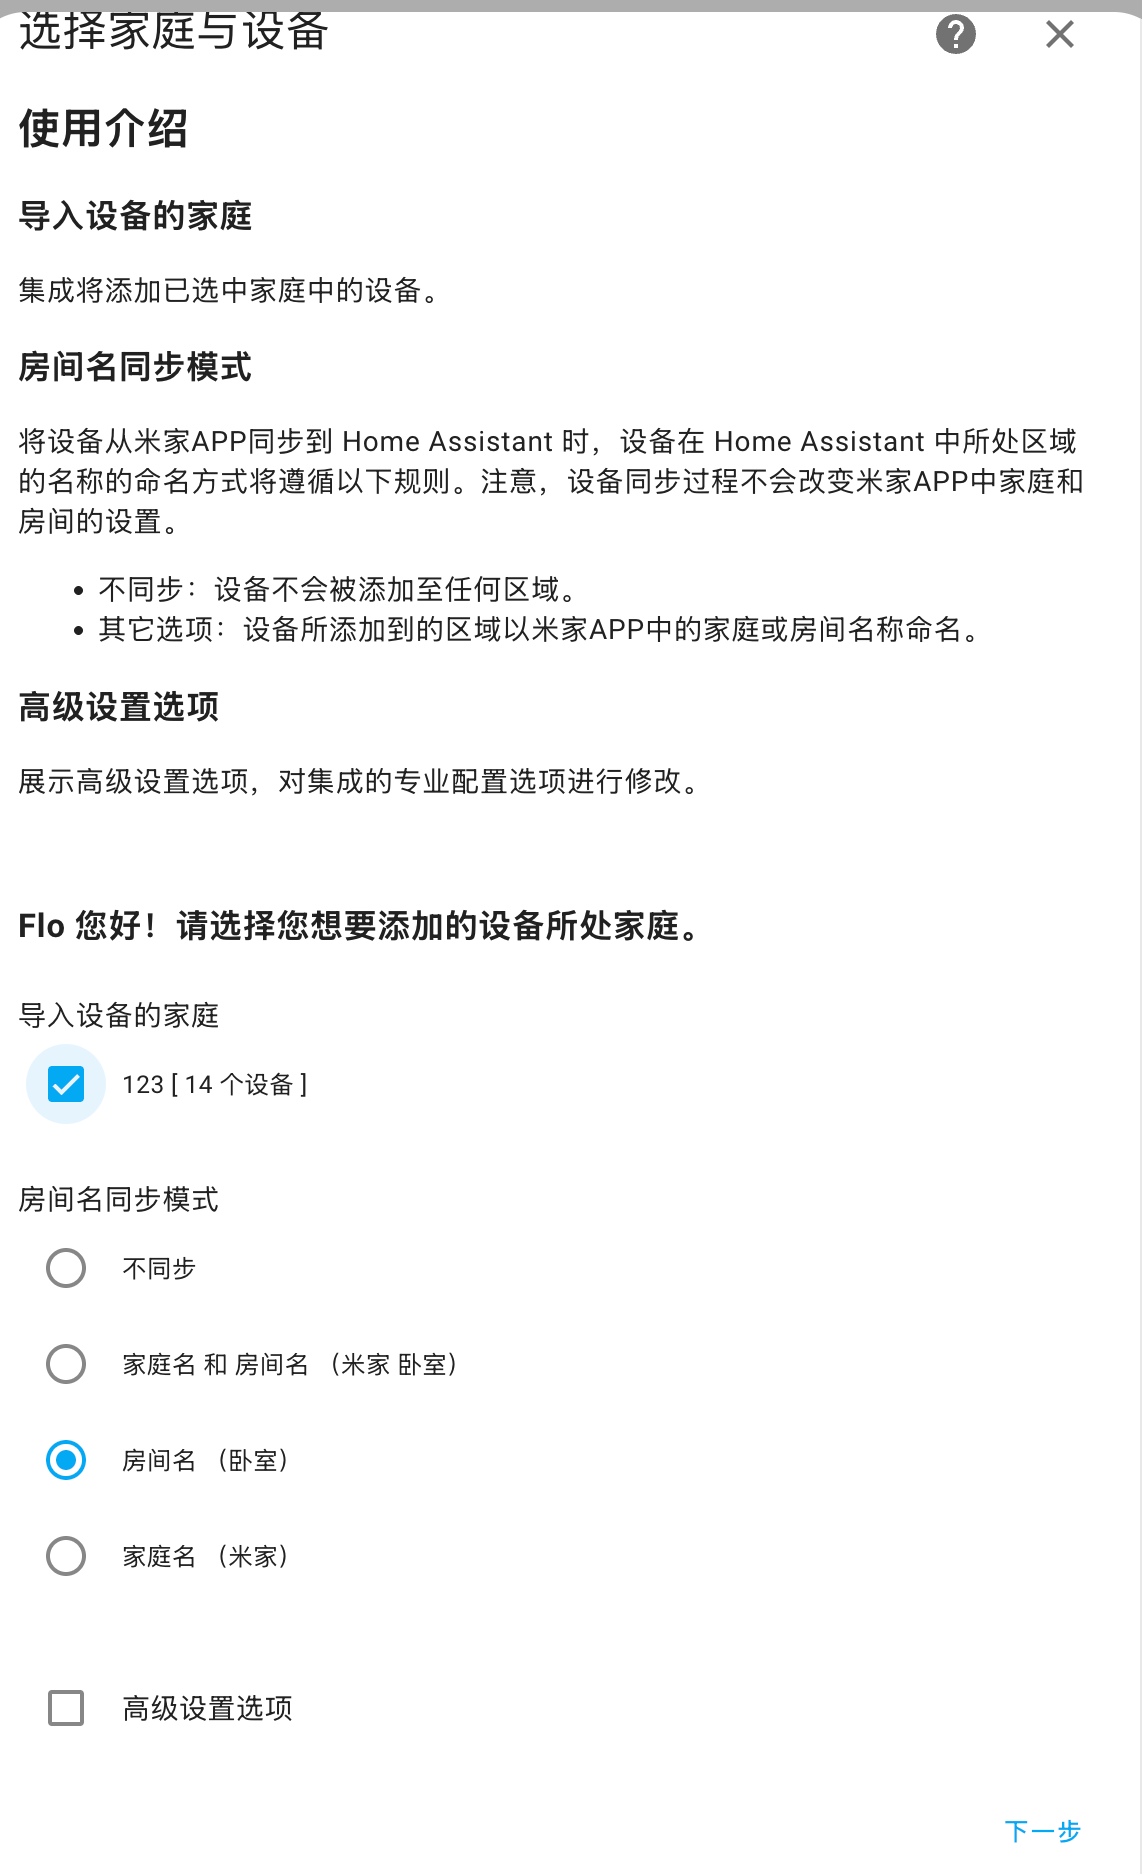 选择家庭与设备
使用介绍
导入设备的家庭
集成将添加已选中家庭中的设备。
房间名同步模式
将设备从米家APP同步到 Home Assistant 时，设备在 Home Assistant 中所处区域
的名称的命名方式将遵循以下规则。注意，设备同步过程不会改变米家APP中家庭和
房间的设置。
• 不同步：设备不会被添加至任何区域。
• 其它选项：设备所添加到的区域以米家APP中的家庭或房间名称命名。
高级设置选项
展示高级设置选项，对集成的专业配置选项进行修改。
Flo 您好！请选择您想要添加的设备所处家庭。
导入设备的家庭
123 [ 14 个设备 ]
房间名同步模式
不同步
家庭名 和 房间名 （米家 卧室）
房间名 （卧室）
家庭名 （米家）
高级设置选项
下一步